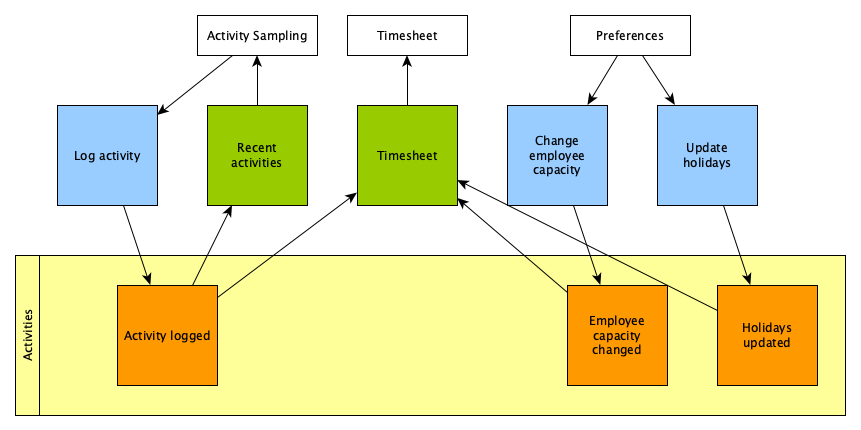 Activity Sampling
Timesheet
Preferences
Log activity
Recent
activities
Timesheet
Change
employee
capacity
Update
holidays
Activities
Activity logged
Employee
capacity
changed
Holidays
updated